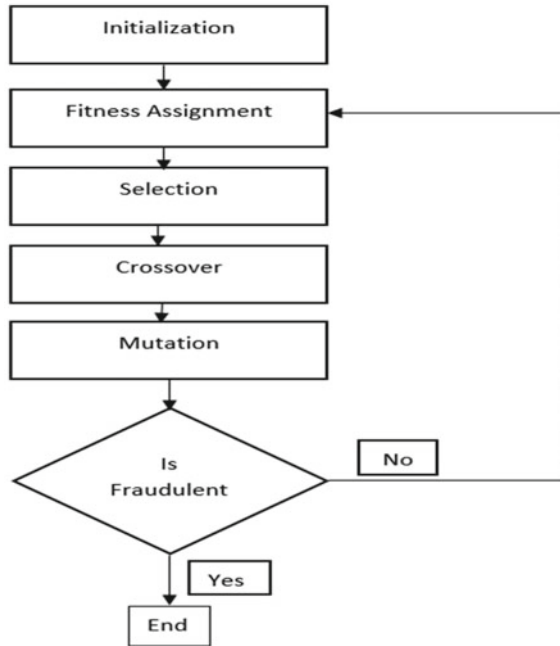 Initialization
Fitness Assignment
Selection
Crossover
Mutation
Is
Fraudulent
No
Yes
End